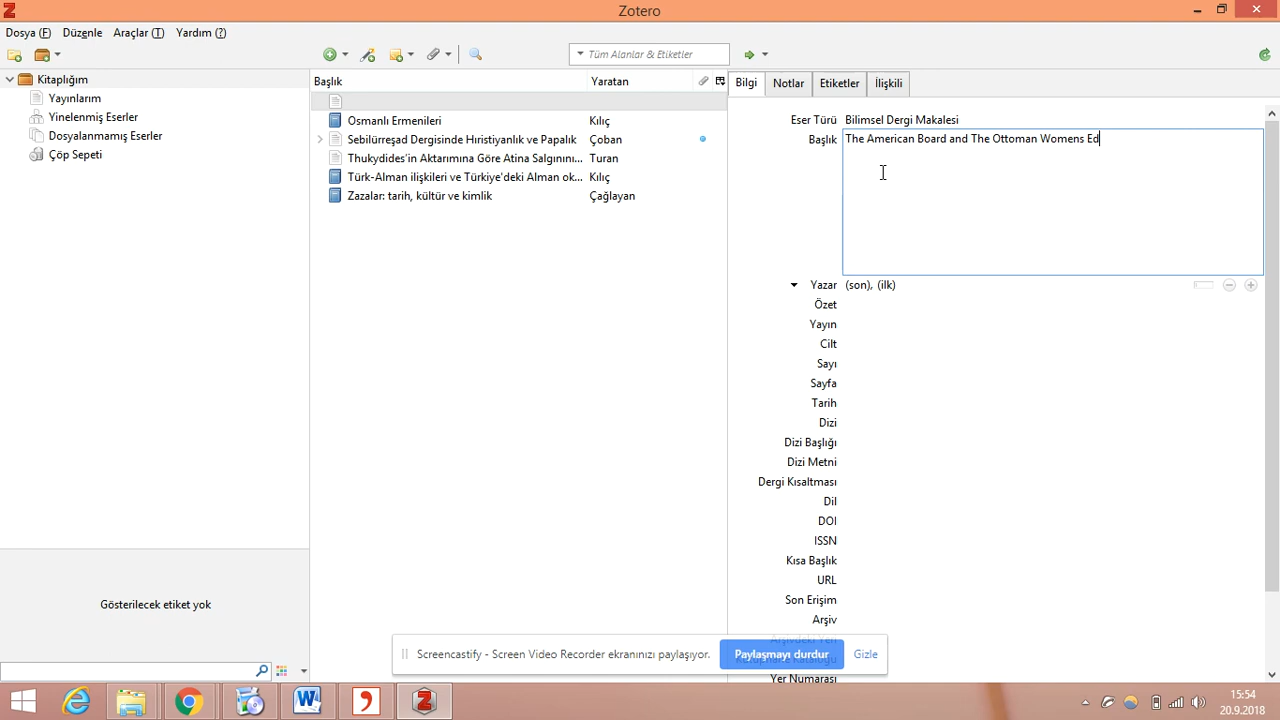 Zotero
Dosya (F) Düzenle Araçlar (T) Yardım (?)
Tüm Alanlar & Etiketler
Kitaplığım
Yayınlarım
Yinelenmiş Eserler
Dosyalanmamış Eserler
Çöp Sepeti
Gösterilecek etiket yok
Başlık Yaratan
Osmanlı Ermenileri Kılıç
Sebilürreşad Dergisinde Hıristiyanlık ve Papalık Çoban
Thukydides'in Aktarımına Göre Atina Salgınını... Turan
Türk-Alman ilişkileri ve Türkiye'deki Alman ok... Kılıç
Zazalar: tarih, kültür ve kimlik Çağlayan
Bilgi Notlar Etiketler İlişkili
Eser Türü Bilimsel Dergi Makalesi
Başlık The American Board and The Ottoman Womens Ed
Yazar (son), (ilk)
Özet
Yayın
Cilt
Sayı
Sayfa
Tarih
Dizi
Dizi Başlığı
Dizi Metni
Dergi Kısaltması
Dil
DOI
ISSN
Kısa Başlık
URL
Son Erişim
Arşiv
Arşivdeki Yeri
Kütüphane Kataloğu
Yer Numarası
Screencastify - Screen Video Recorder ekranınızı paylaşıyor. Paylaşmayı durdur Gizle
15:54
20.9.2018